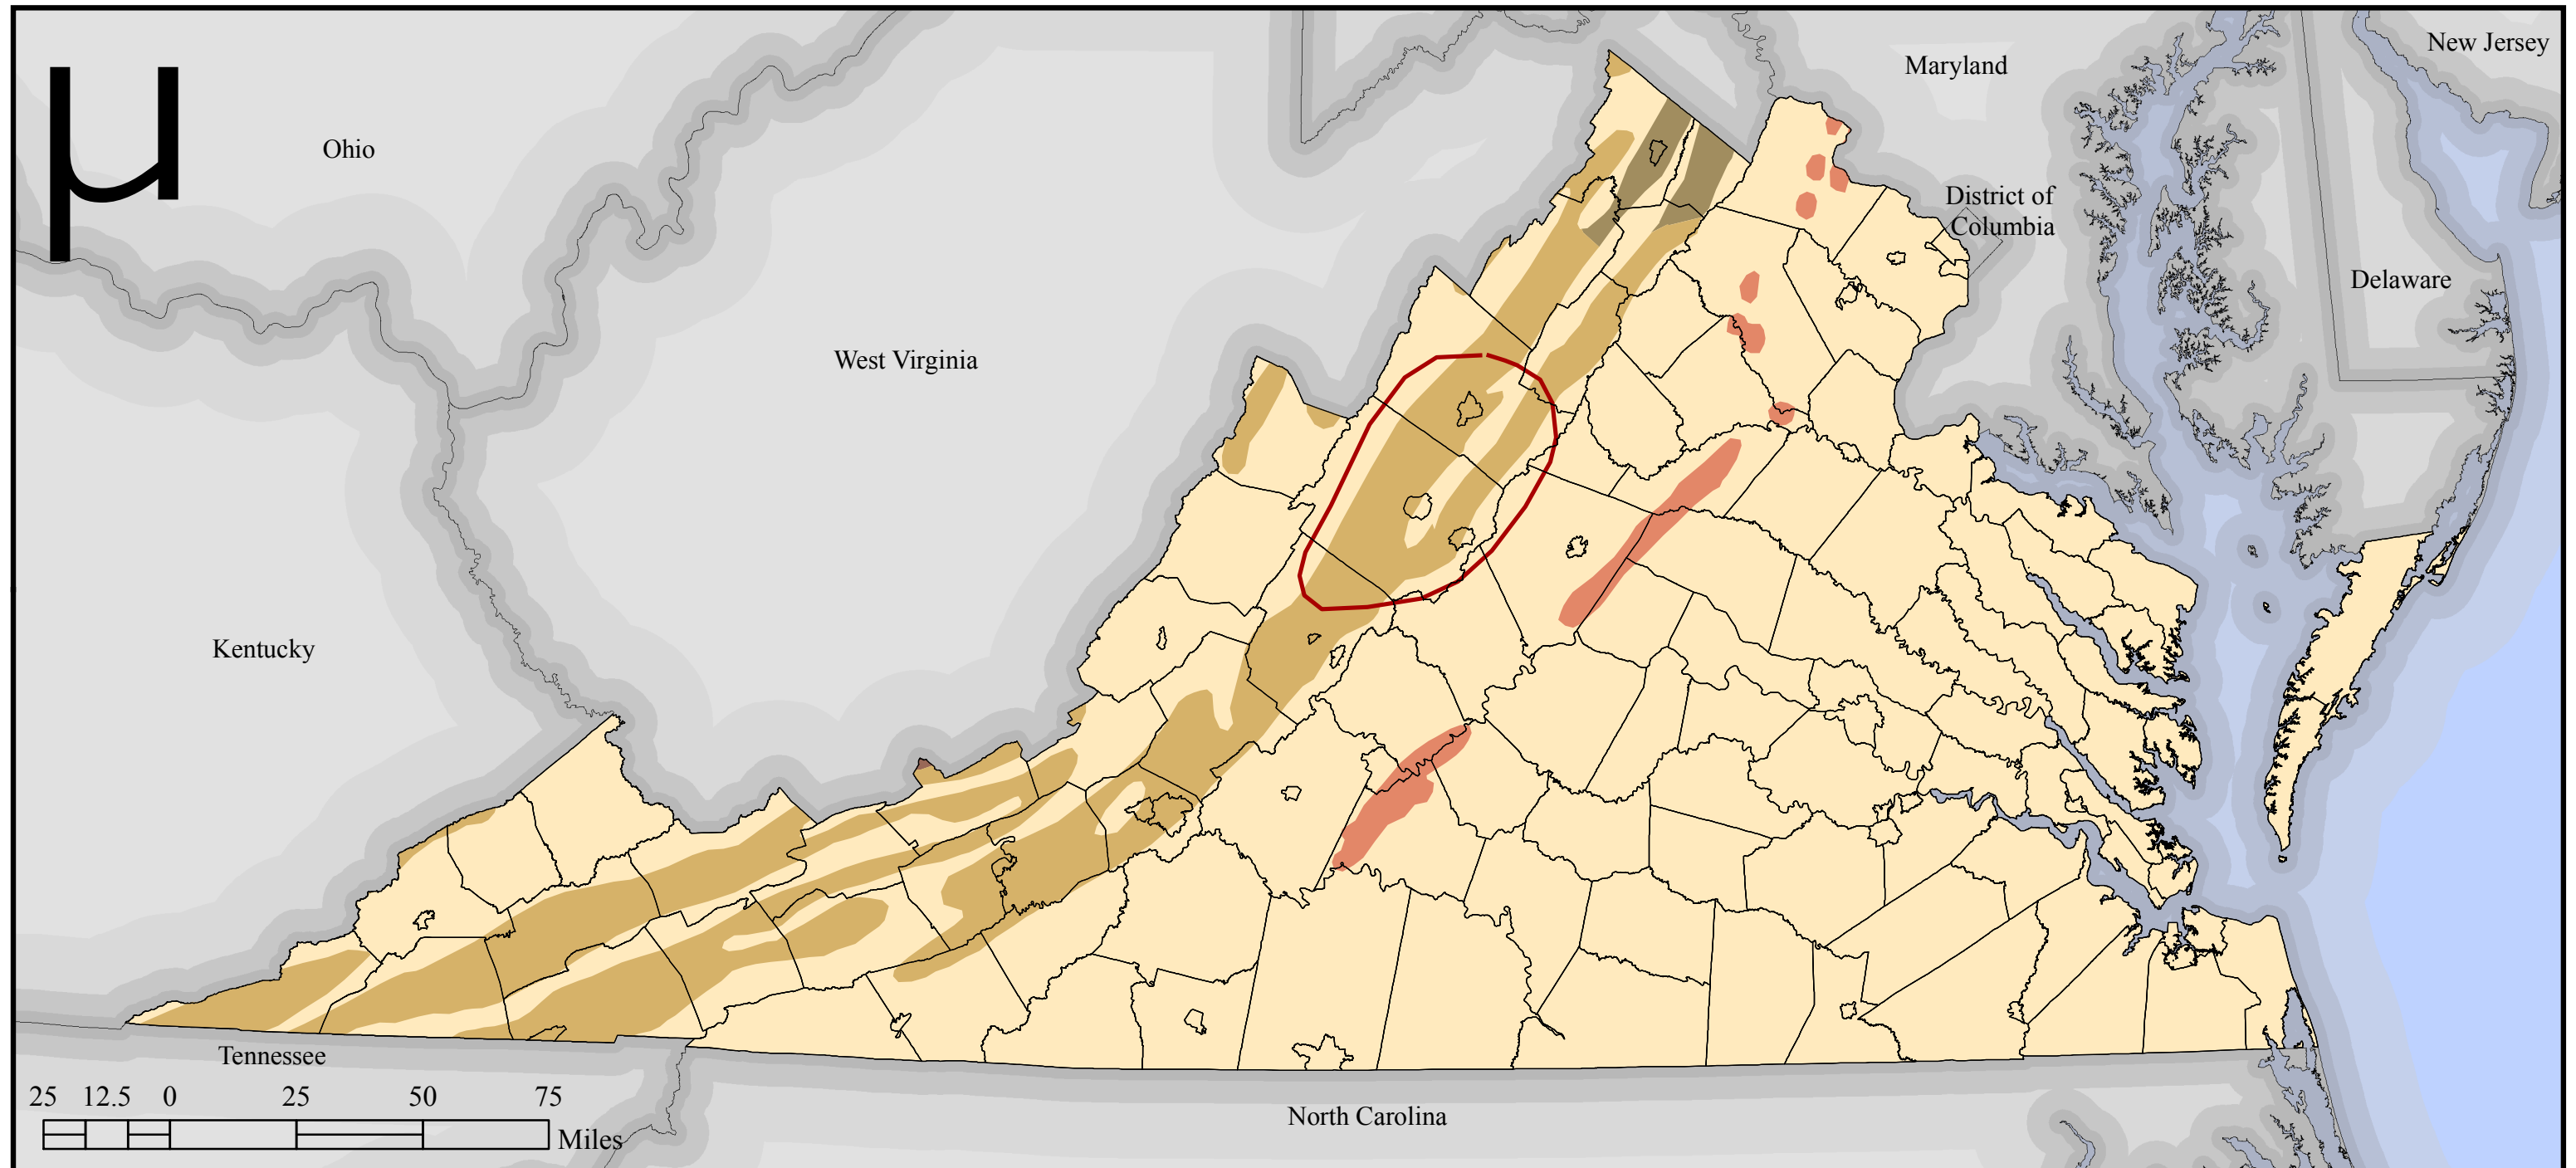 µ
New Jersey
Maryland
Ohio
District of
Columbia
Delaware
West Virginia
Kentucky
Tennessee
25 12.5 0 25 50 75
Miles
North Carolina